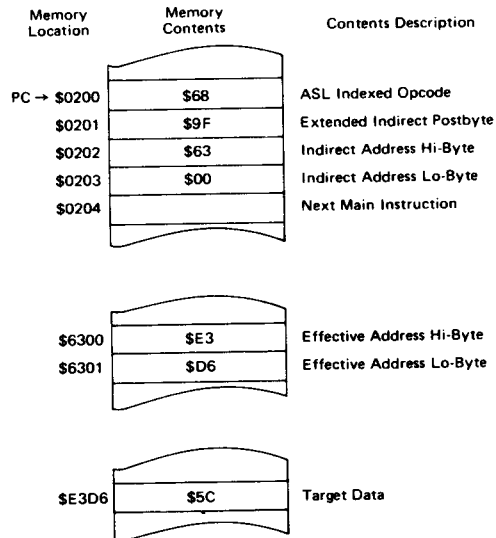 Memory Location    Memory Contents    Contents Description
PC → $0200    $68    ASL Indexed Opcode
$0201    $9F    Extended Indirect Postbyte
$0202    $63    Indirect Address Hi-Byte
$0203    $00    Indirect Address Lo-Byte
$0204    Next Main Instruction
$6300    $E3    Effective Address Hi-Byte
$6301    $D6    Effective Address Lo-Byte
$E3D6    $5C    Target Data